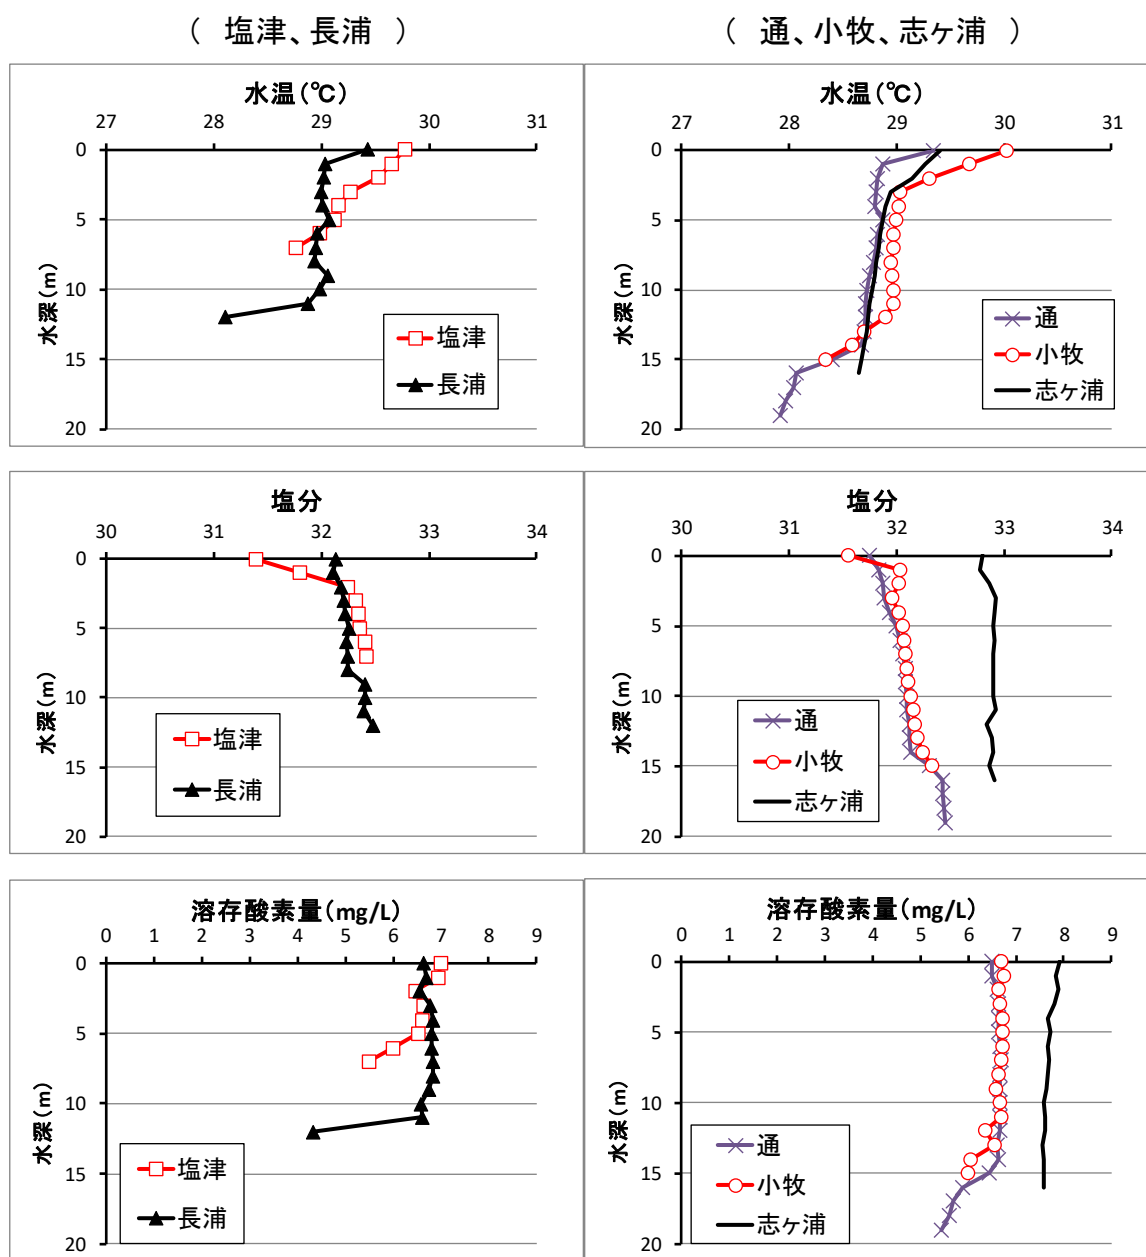 ( 塩津、長浦 )
( 通、小牧、志ヶ浦 )
水温(℃)
27 28 29 30 31
0
5
10
15
20
水深(m)
塩津
長浦
水温(℃)
27 28 29 30 31
0
5
10
15
20
水深(m)
通
小牧
志ヶ浦
塩分
30 31 32 33 34
0
5
10
15
20
水深(m)
塩津
長浦
塩分
30 31 32 33 34
0
5
10
15
20
水深(m)
通
小牧
志ヶ浦
溶存酸素量(mg/L)
0 1 2 3 4 5 6 7 8 9
0
5
10
15
20
水深(m)
塩津
長浦
溶存酸素量(mg/L)
0 1 2 3 4 5 6 7 8 9
0
5
10
15
20
水深(m)
通
小牧
志ヶ浦